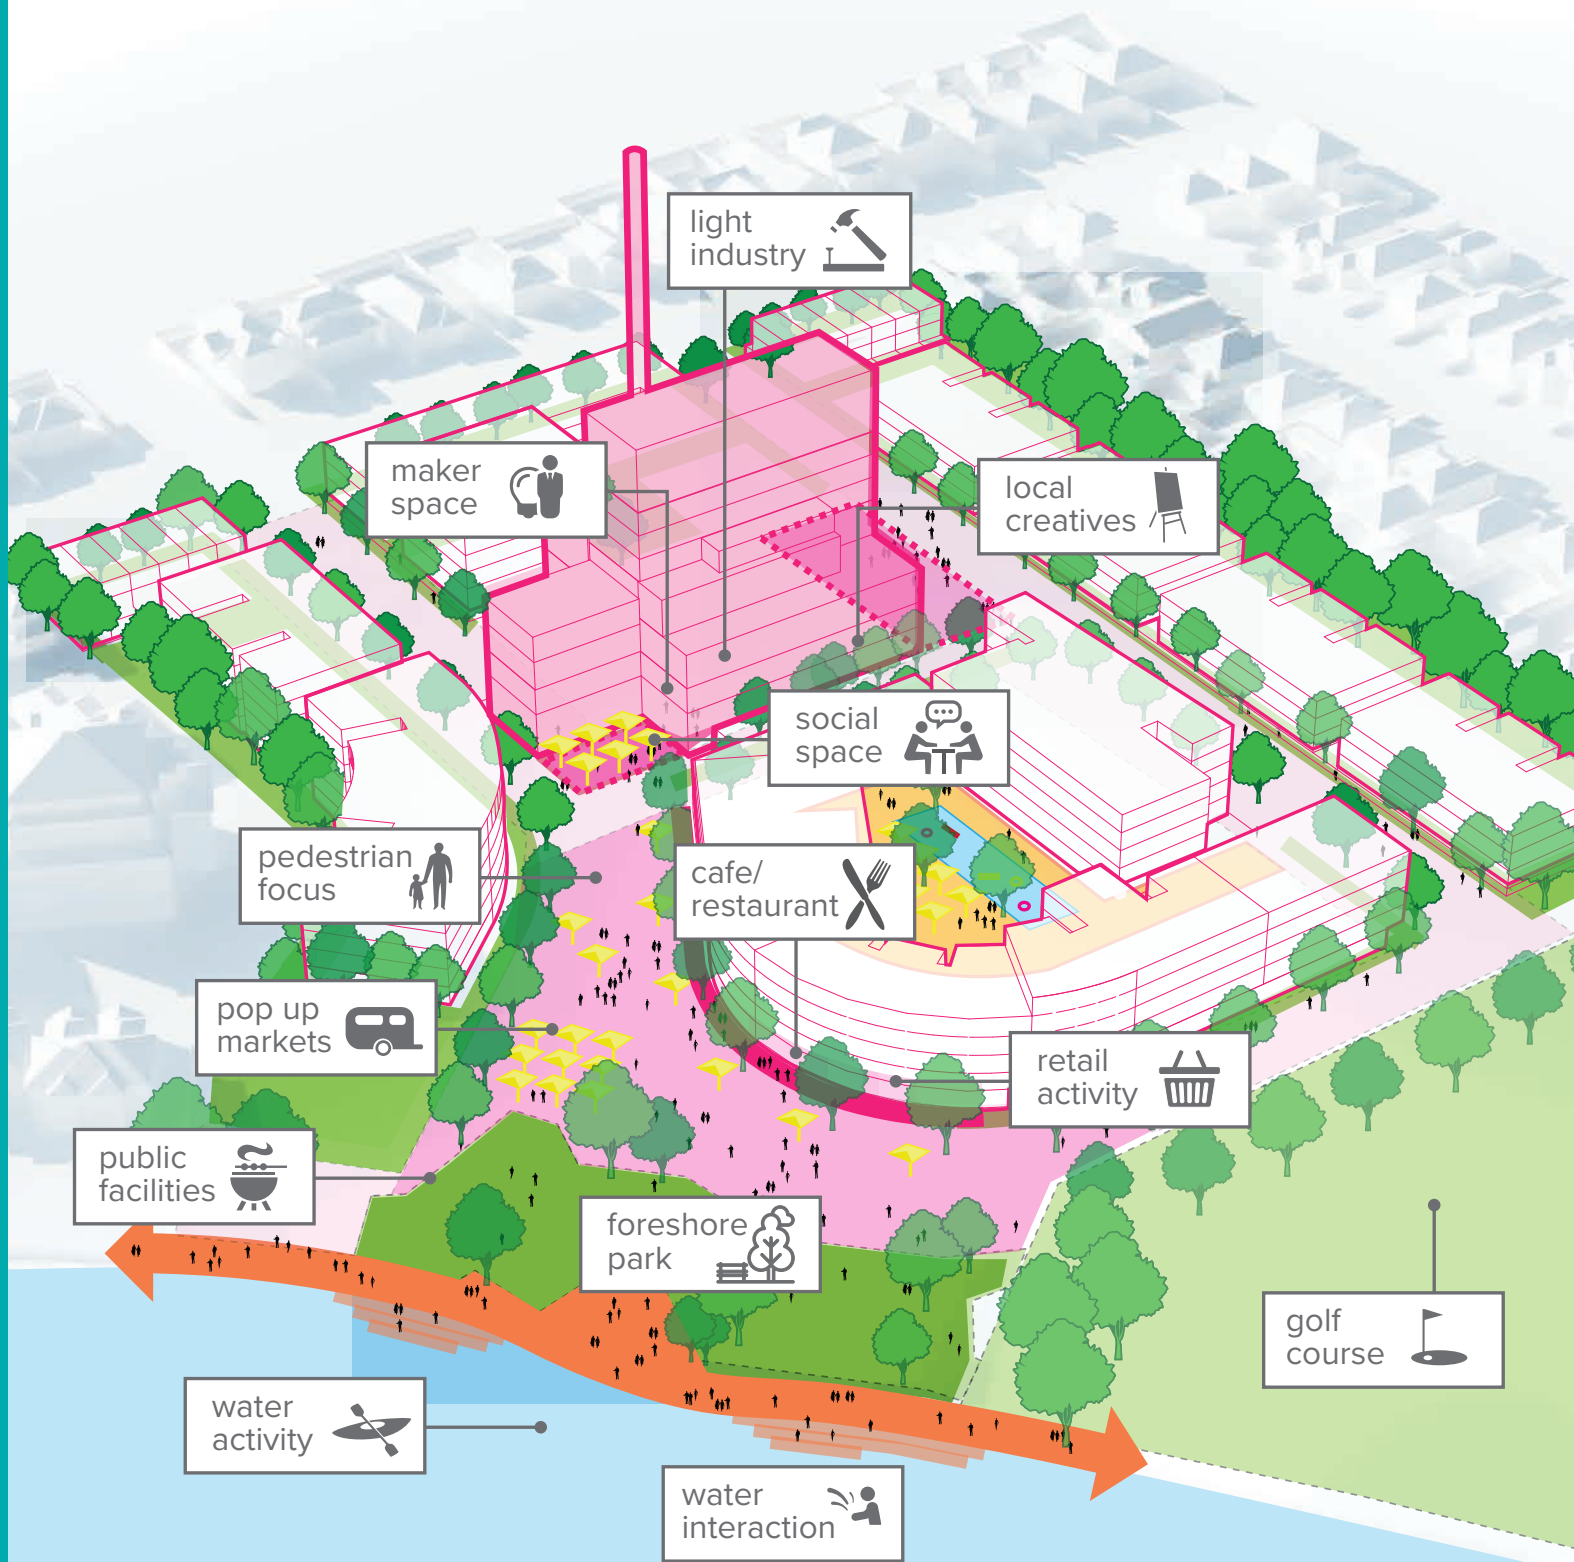 light
industry
maker
space
local
creatives
social
space
pedestrian
focus
cafe/
restaurant
pop up
markets
retail
activity
public
facilities
foreshore
park
golf
course
water
activity
water
interaction